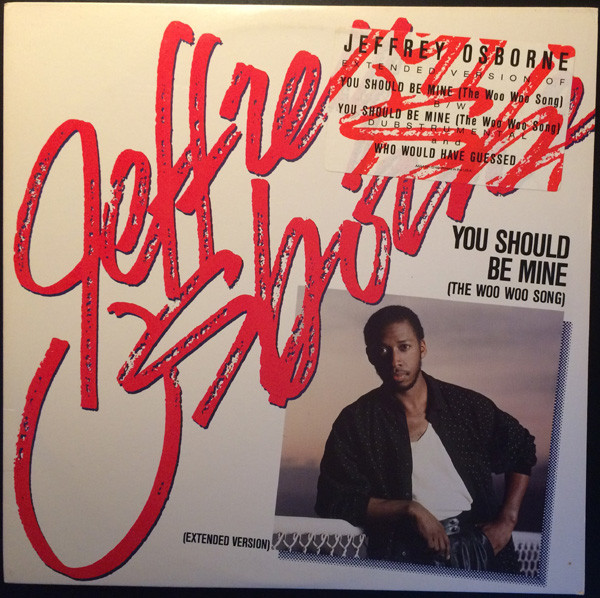 Jeffrey
Osborne
JEFFREY OSBORNE
EXTENDED VERSION OF
YOU SHOULD BE MINE (The Woo Woo Song)
B/W
YOU SHOULD BE MINE (The Woo Woo Song)
DUBSTRUMENTAL
and
WHO WOULD HAVE GUESSED
YOU SHOULD
BE MINE
(THE WOO WOO SONG)
(EXTENDED VERSION)